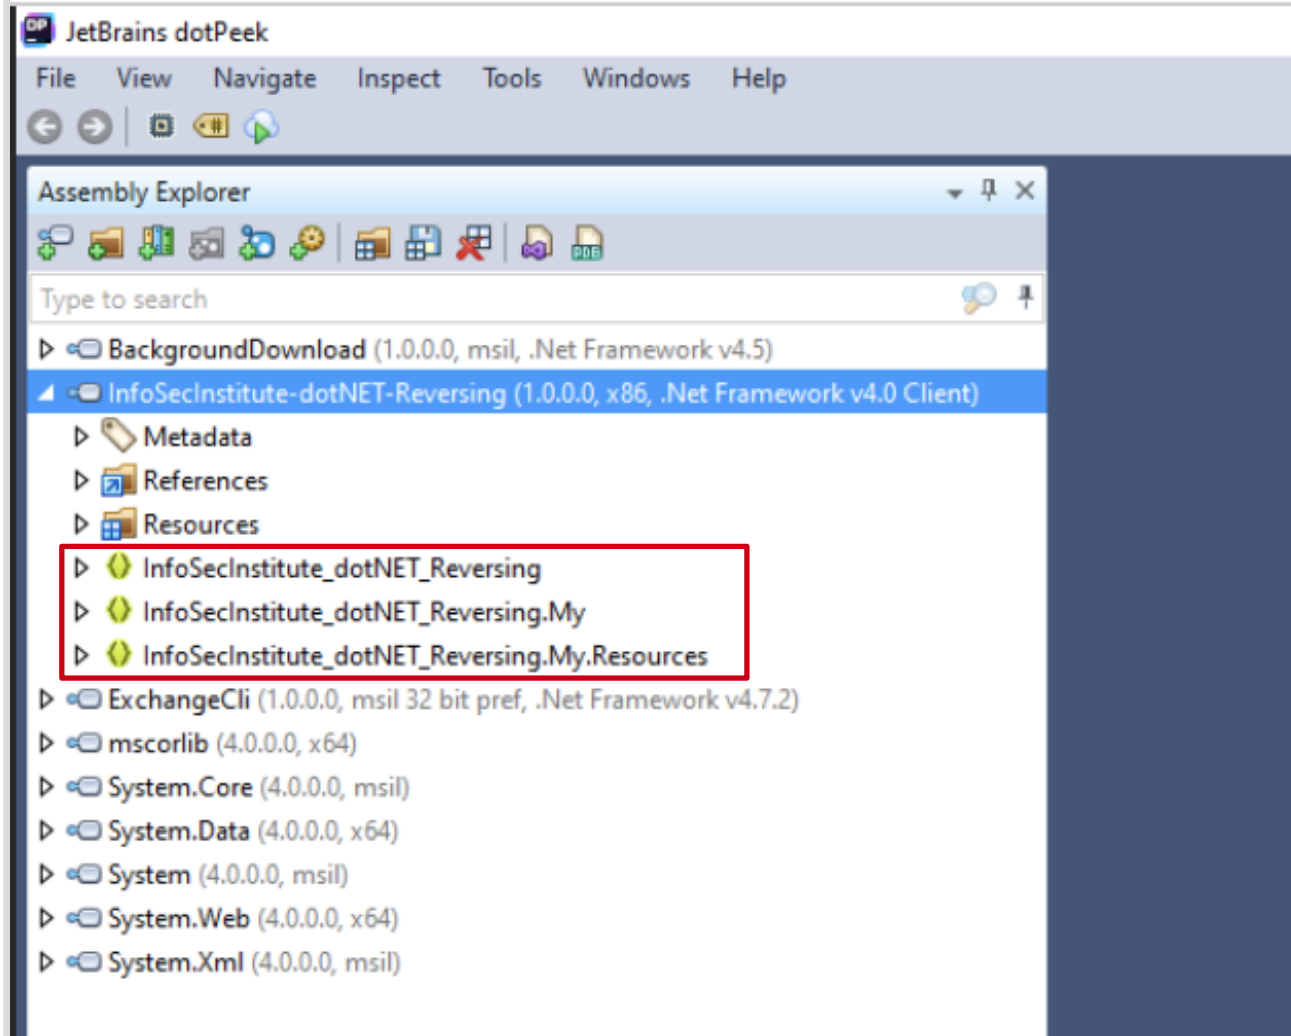 JetBrains dotPeek
File View Navigate Inspect Tools Windows Help
Assembly Explorer
Type to search
BackgroundDownload (1.0.0.0, msil, .Net Framework v4.5)
InfoSecInstitute-dotNET-Reversing (1.0.0.0, x86, .Net Framework v4.0 Client)
Metadata
References
Resources
InfoSecInstitute_dotNET_Reversing
InfoSecInstitute_dotNET_Reversing.My
InfoSecInstitute_dotNET_Reversing.My.Resources
ExchangeCli (1.0.0.0, msil 32 bit pref, .Net Framework v4.7.2)
mscorlib (4.0.0.0, x64)
System.Core (4.0.0.0, msil)
System.Data (4.0.0.0, x64)
System (4.0.0.0, msil)
System.Web (4.0.0.0, x64)
System.Xml (4.0.0.0, msil)